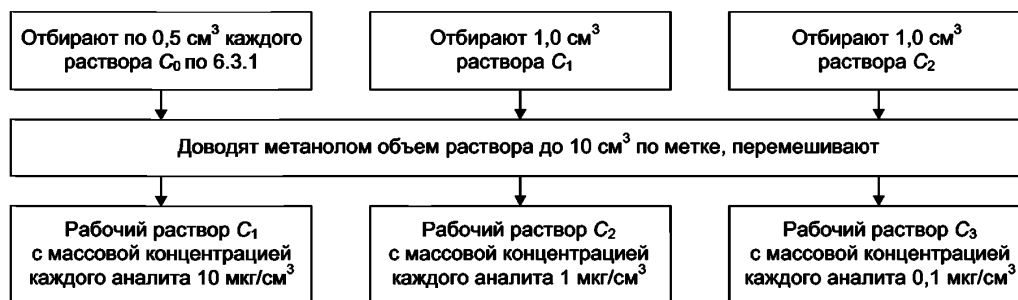 Отбирают по 0,5 см³ каждого
раствора C₀ по 6.3.1
Отбирают 1,0 см³
раствора C₁
Отбирают 1,0 см³
раствора C₂
Доводят метанолом объем раствора до 10 см³ по метке, перемешивают
Рабочий раствор C₁
с массовой концентрацией
каждого аналита 10 мкг/см³
Рабочий раствор C₂
с массовой концентрацией
каждого аналита 1 мкг/см³
Рабочий раствор C₃
с массовой концентрацией
каждого аналита 0,1 мкг/см³